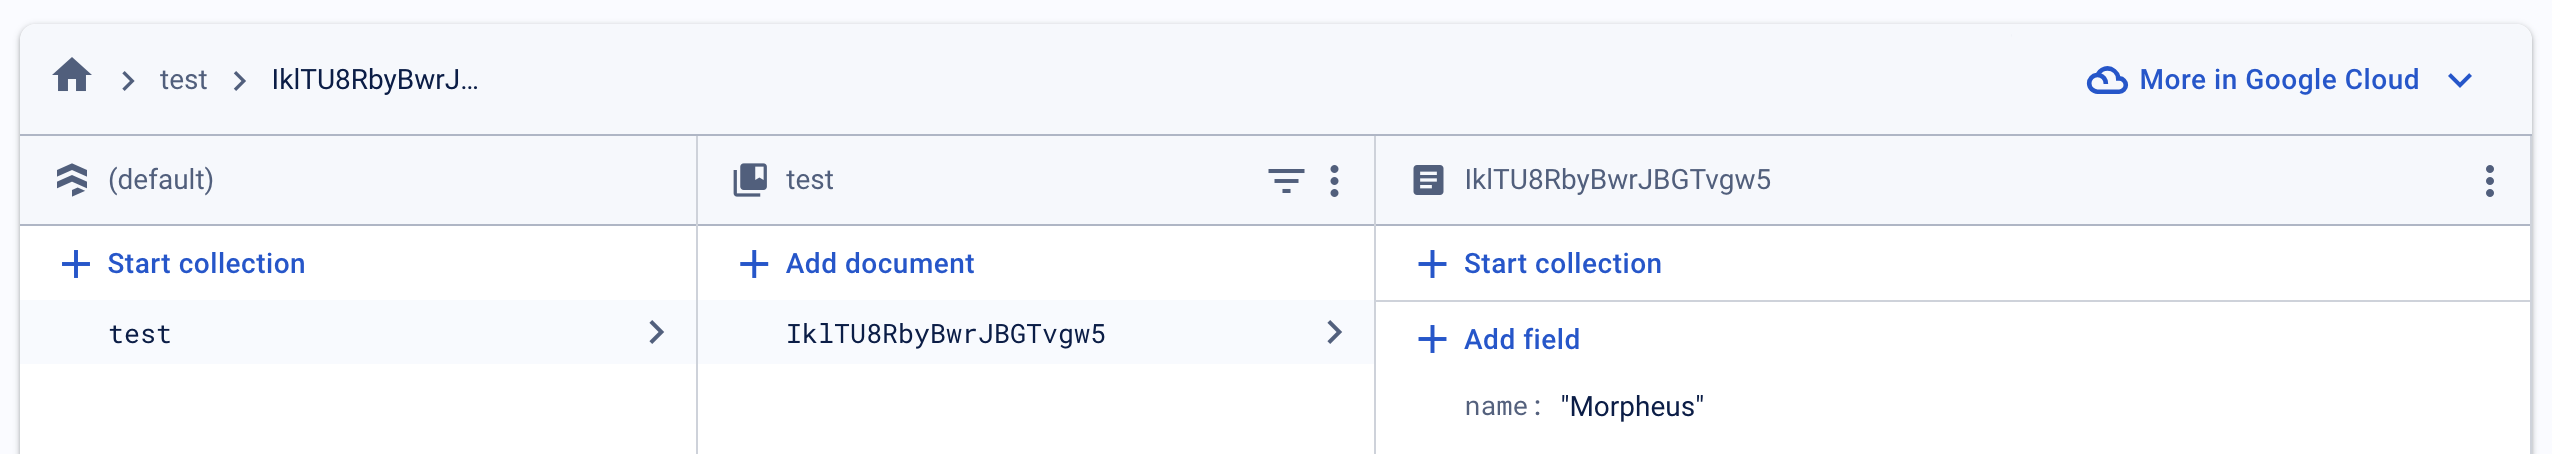 test IklTU8RbyBwrJ...
More in Google Cloud
(default)
test
IklTU8RbyBwrJBGTvgw5
Start collection
Add document
Start collection
test
IklTU8RbyBwrJBGTvgw5
Add field
name: "Morpheus"